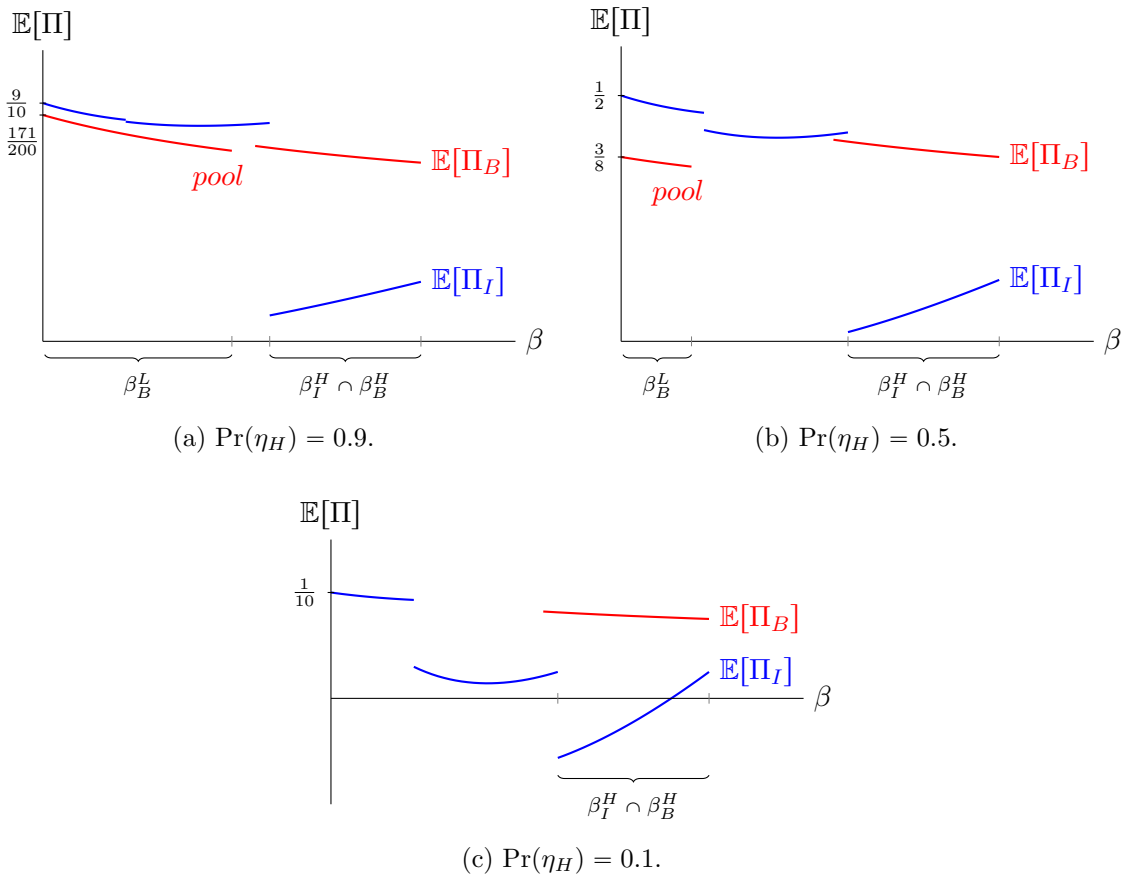 𝔼[Π]
9/10
171/200
pool
𝔼[Π_B]
𝔼[Π_I]
β
β_B^L
β_I^H ∩ β_B^H
(a) Pr(η_H) = 0.9.
𝔼[Π]
1/2
3/8
pool
𝔼[Π_B]
𝔼[Π_I]
β
β_B^L
β_I^H ∩ β_B^H
(b) Pr(η_H) = 0.5.
𝔼[Π]
1/10
𝔼[Π_B]
𝔼[Π_I]
β
β_I^H ∩ β_B^H
(c) Pr(η_H) = 0.1.